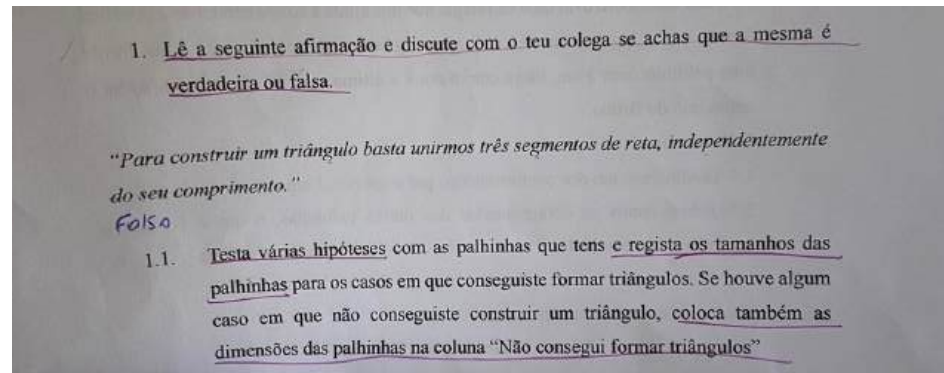 1. Lê a seguinte afirmação e discute com o teu colega se achas que a mesma é
verdadeira ou falsa.
"Para construir um triângulo basta unirmos três segmentos de reta, independentemente
do seu comprimento."
Falso
1.1. Testa várias hipóteses com as palhinhas que tens e regista os tamanhos das
palhinhas para os casos em que conseguiste formar triângulos. Se houve algum
caso em que não conseguiste construir um triângulo, coloca também as
dimensões das palhinhas na coluna “Não consegui formar triângulos”